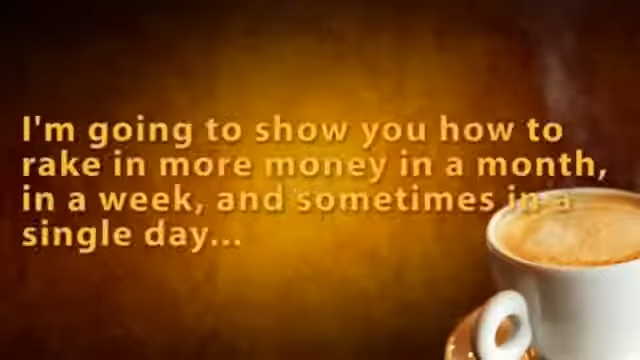 I'm going to show you how to
rake in more money in a month,
in a week, and sometimes in a
single day...